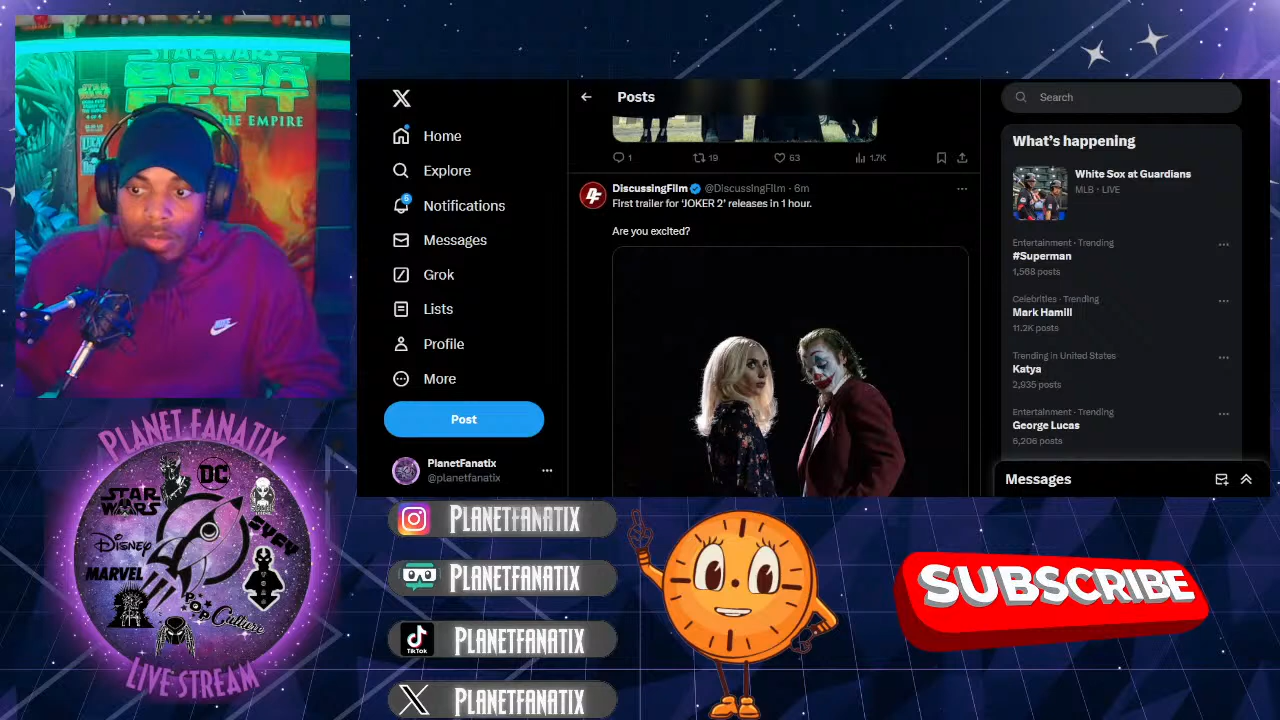 STAR WARS
BOBA
FETT
THE EMPIRE
X
Home
Explore
6
Notifications
Messages
Grok
Lists
Profile
More
Post
PlanetFanatix
@planetfanatix
Posts
1
19
63
1.7K
DF
DiscussingFilm @DiscussingFilm · 6m
First trailer for 'JOKER 2' releases in 1 hour.
Are you excited?
Search
What's happening
White Sox at Guardians
MLB · LIVE
Entertainment · Trending
#Superman
1,568 posts
Celebrities · Trending
Mark Hamill
11.2K posts
Trending in United States
Katya
2,935 posts
Entertainment · Trending
George Lucas
6,206 posts
Messages
PLANET FANATIX
DC
STAR WARS
DISNEY
MARVEL
POP Culture
LIVE STREAM
PLANETFANATIX
PLANETFANATIX
TikTok
PLANETFANATIX
X
PLANETFANATIX
SUBSCRIBE